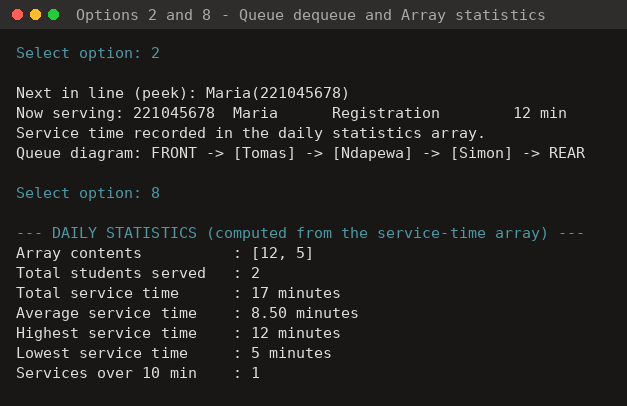 Options 2 and 8 - Queue dequeue and Array statistics
Select option: 2
Next in line (peek): Maria(221045678)
Now serving: 221045678  Maria      Registration        12 min
Service time recorded in the daily statistics array.
Queue diagram: FRONT -> [Tomas] -> [Ndapewa] -> [Simon] -> REAR
Select option: 8
--- DAILY STATISTICS (computed from the service-time array) ---
Array contents          : [12, 5]
Total students served   : 2
Total service time      : 17 minutes
Average service time    : 8.50 minutes
Highest service time    : 12 minutes
Lowest service time     : 5 minutes
Services over 10 min    : 1